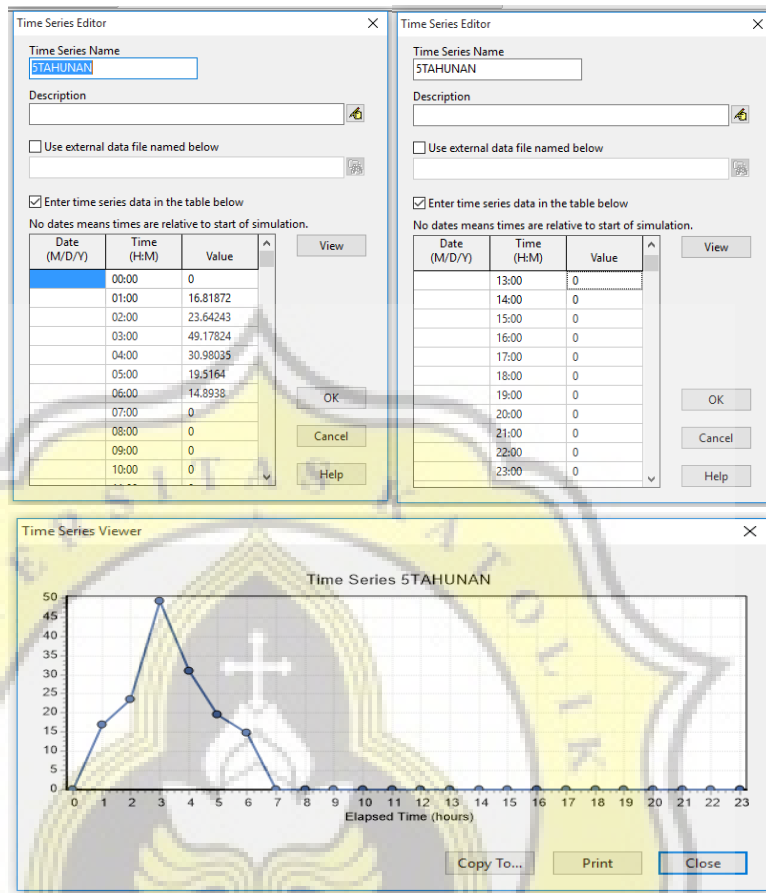 Time Series Editor
Time Series Name
5TAHUNAN
Description
Use external data file named below
Enter time series data in the table below
No dates means times are relative to start of simulation.
Date (M/D/Y) Time (H:M) Value
00:00 0
01:00 16.81872
02:00 23.64243
03:00 49.17824
04:00 30.98035
05:00 19.5164
06:00 14.8938
07:00 0
08:00 0
09:00 0
10:00 0
View
OK
Cancel
Help
Time Series Editor
Time Series Name
5TAHUNAN
Description
Use external data file named below
Enter time series data in the table below
No dates means times are relative to start of simulation.
Date (M/D/Y) Time (H:M) Value
13:00 0
14:00 0
15:00 0
16:00 0
17:00 0
18:00 0
19:00 0
20:00 0
21:00 0
22:00 0
23:00 0
View
OK
Cancel
Help
Time Series Viewer
Time Series 5TAHUNAN
50
45
40
35
30
25
20
15
10
5
0
0 1 2 3 4 5 6 7 8 9 10 11 12 13 14 15 16 17 18 19 20 21 22 23
Elapsed Time (hours)
Copy To... Print Close